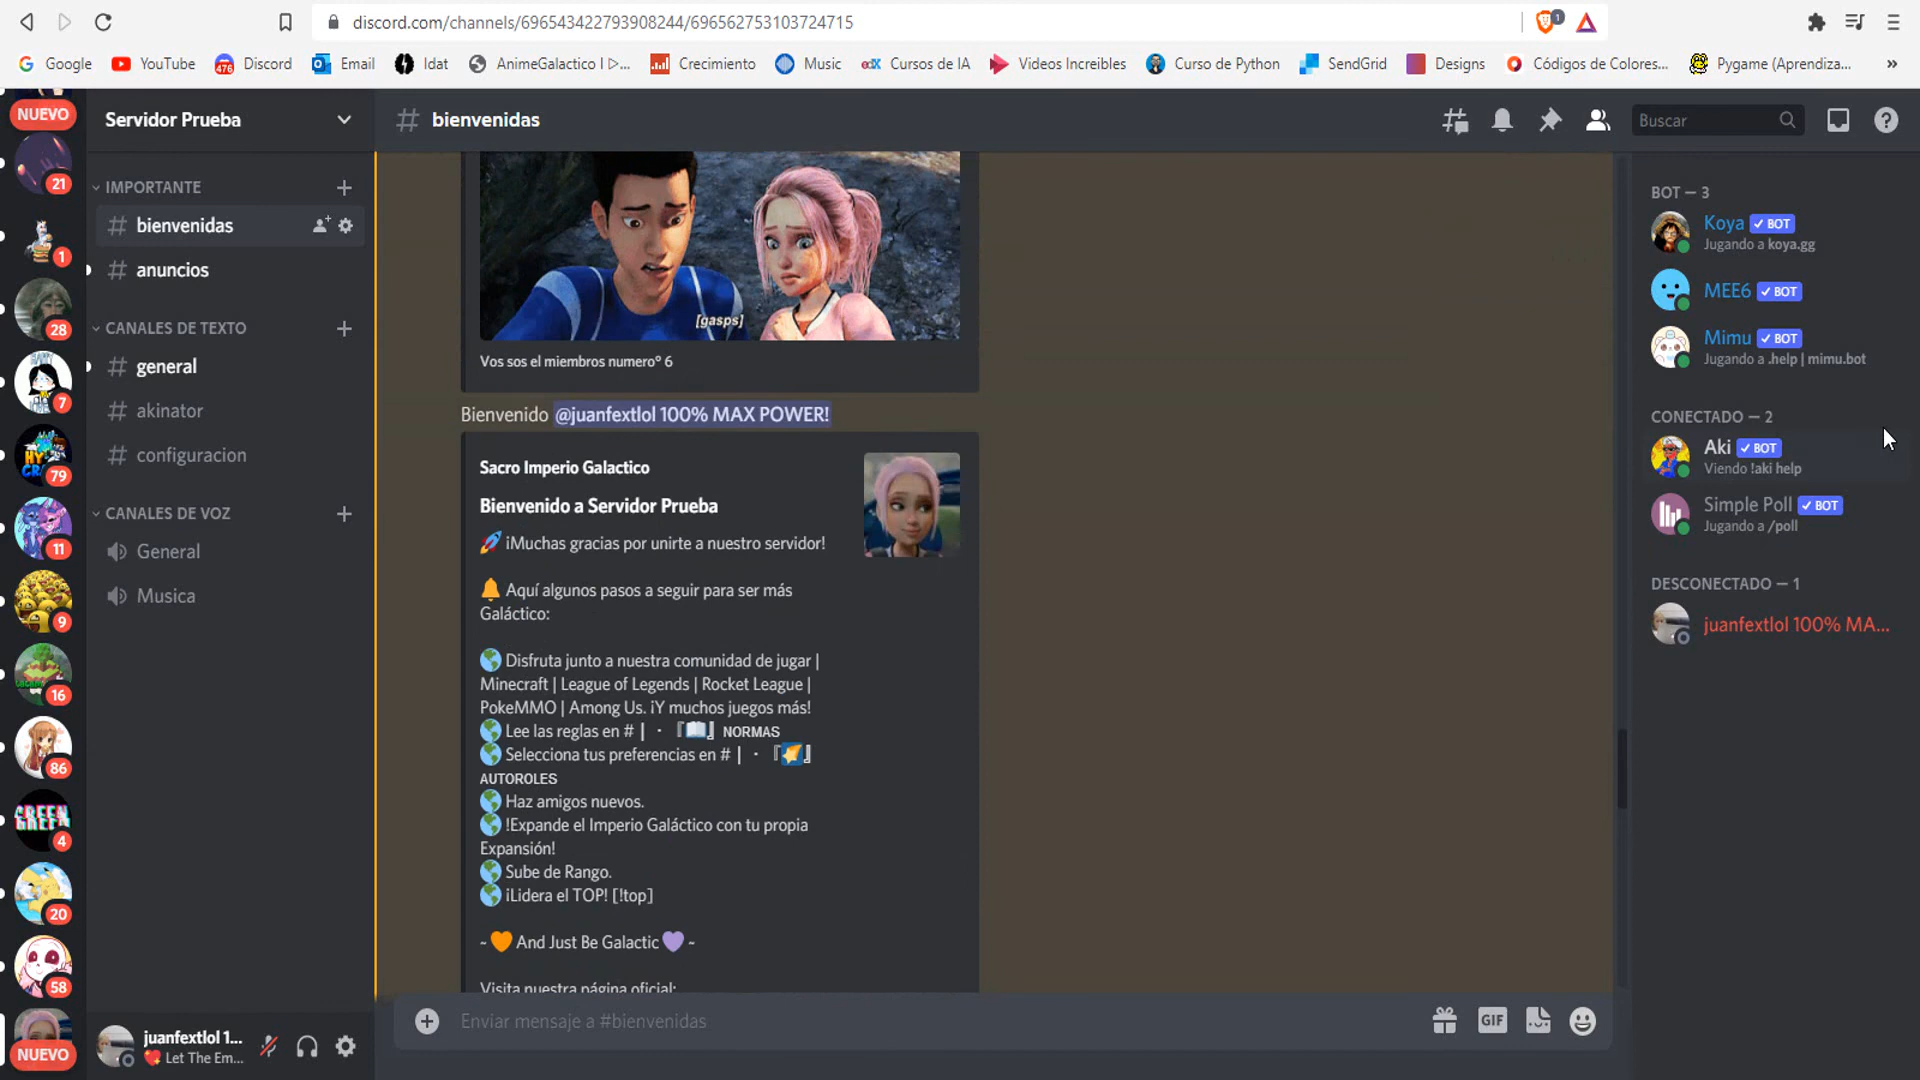 discord.com/channels/696543422793908244/696562753103724715
1
Google
YouTube
476
Discord
Email
Idat
AnimeGalactico l ▷...
Crecimiento
Music
edX
Cursos de IA
Videos Increibles
Curso de Python
SendGrid
Designs
Códigos de Colores...
Pygame (Aprendiza...
»
NUEVO
21
1
28
7
79
11
9
16
86
4
20
58
NUEVO
Servidor Prueba
IMPORTANTE
# bienvenidas
# anuncios
CANALES DE TEXTO
# general
# akinator
# configuracion
CANALES DE VOZ
General
Musica
juanfextlol 1...
Let The Em...
# bienvenidas
Buscar
[gasps]
Vos sos el miembros numero° 6
Bienvenido @juanfextlol 100% MAX POWER!
Sacro Imperio Galactico
Bienvenido a Servidor Prueba
🚀 ¡Muchas gracias por unirte a nuestro servidor!
🔔 Aquí algunos pasos a seguir para ser más
Galáctico:
🌎 Disfruta junto a nuestra comunidad de jugar |
Minecraft | League of Legends | Rocket League |
PokeMMO | Among Us. ¡Y muchos juegos más!
🌎 Lee las reglas en # ┃ ・『📖』 NORMAS
🌎 Selecciona tus preferencias en # ┃ ・『🌠』
AUTOROLES
🌎 Haz amigos nuevos.
🌎 !Expande el Imperio Galáctico con tu propia
Expansión!
🌎 Sube de Rango.
🌎 ¡Lidera el TOP! [!top]
~ 🧡 And Just Be Galactic 💜 ~
Visita nuestra página oficial:
Enviar mensaje a #bienvenidas
GIF
BOT — 3
Koya ✓ BOT
Jugando a koya.gg
MEE6 ✓ BOT
Mimu ✓ BOT
Jugando a .help | mimu.bot
CONECTADO — 2
Aki ✓ BOT
Viendo !aki help
Simple Poll ✓ BOT
Jugando a /poll
DESCONECTADO — 1
juanfextlol 100% MA...